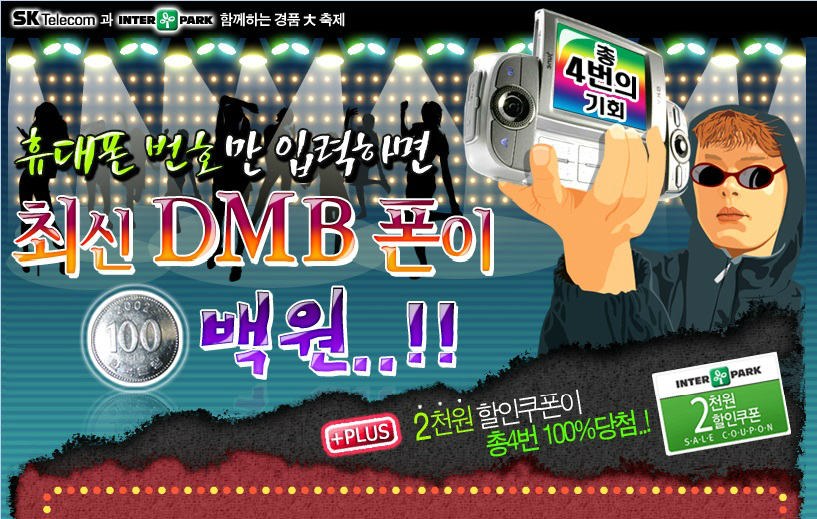 SK Telecom 과 INTER PARK 함께하는 경품 大 축제
총
4번의
기회
휴대폰 번호만 입력하면
최신 DMB 폰이
2002
100
백원..!!
+PLUS
2천원 할인쿠폰이
총4번 100%당첨..!
INTER PARK
2천원
할인쿠폰
SALE COUPON